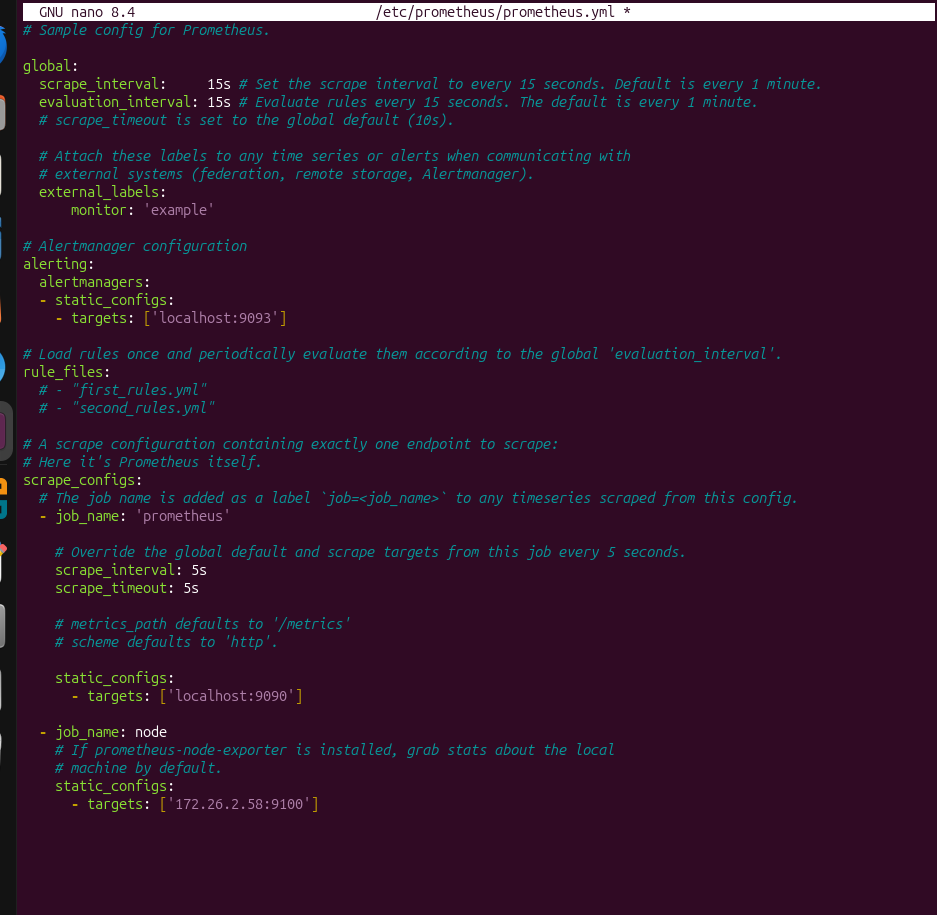 GNU nano 8.4 /etc/prometheus/prometheus.yml *
# Sample config for Prometheus.
global:
scrape_interval: 15s # Set the scrape interval to every 15 seconds. Default is every 1 minute.
evaluation_interval: 15s # Evaluate rules every 15 seconds. The default is every 1 minute.
# scrape_timeout is set to the global default (10s).
# Attach these labels to any time series or alerts when communicating with
# external systems (federation, remote storage, Alertmanager).
external_labels:
monitor: 'example'
# Alertmanager configuration
alerting:
alertmanagers:
- static_configs:
- targets: ['localhost:9093']
# Load rules once and periodically evaluate them according to the global 'evaluation_interval'.
rule_files:
# - "first_rules.yml"
# - "second_rules.yml"
# A scrape configuration containing exactly one endpoint to scrape:
# Here it's Prometheus itself.
scrape_configs:
# The job name is added as a label `job=<job_name>` to any timeseries scraped from this config.
- job_name: 'prometheus'
# Override the global default and scrape targets from this job every 5 seconds.
scrape_interval: 5s
scrape_timeout: 5s
# metrics_path defaults to '/metrics'
# scheme defaults to 'http'.
static_configs:
- targets: ['localhost:9090']
- job_name: node
# If prometheus-node-exporter is installed, grab stats about the local
# machine by default.
static_configs:
- targets: ['172.26.2.58:9100']